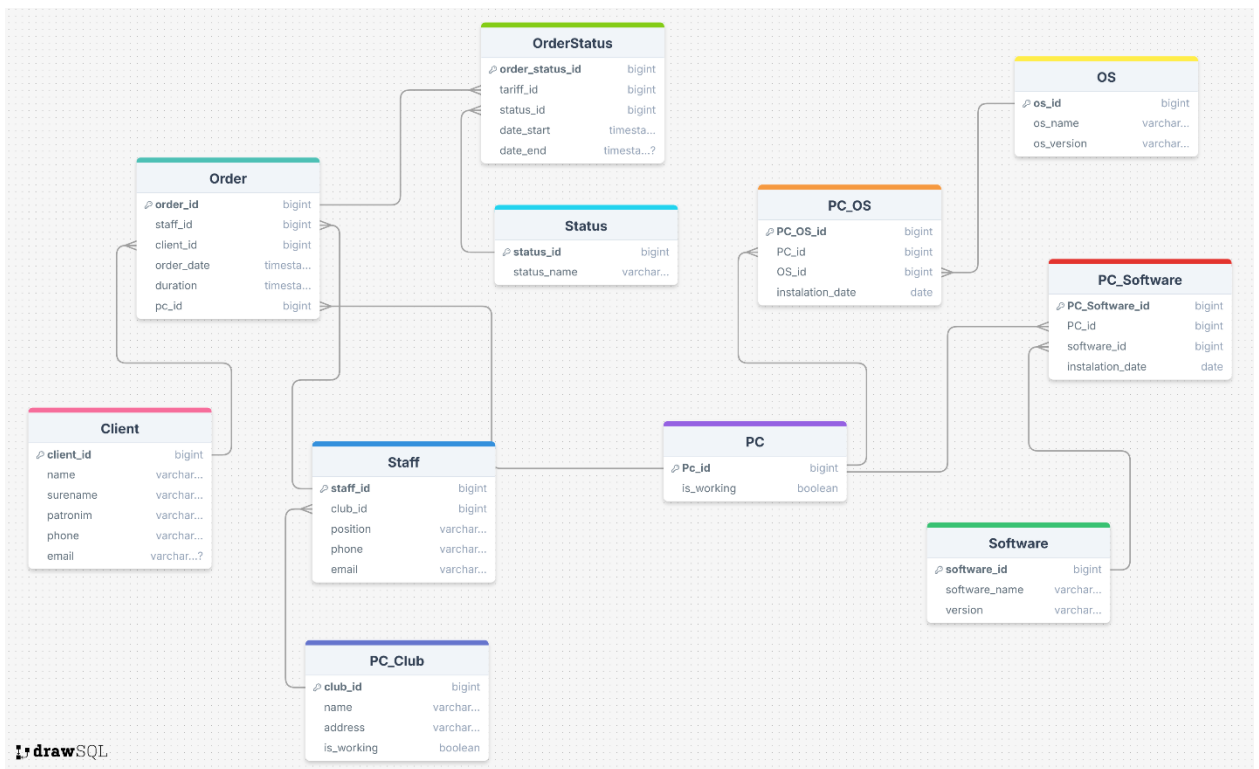 OrderStatus
order_status_id bigint
tariff_id bigint
status_id bigint
date_start timesta...
date_end timesta...?
OS
os_id bigint
os_name varchar...
os_version varchar...
Order
order_id bigint
staff_id bigint
client_id bigint
order_date timesta...
duration timesta...
pc_id bigint
Status
status_id bigint
status_name varchar...
PC_OS
PC_OS_id bigint
PC_id bigint
OS_id bigint
instalation_date date
PC_Software
PC_Software_id bigint
PC_id bigint
software_id bigint
instalation_date date
Client
client_id bigint
name varchar...
surename varchar...
patronim varchar...
phone varchar...
email varchar...?
Staff
staff_id bigint
club_id bigint
position varchar...
phone varchar...
email varchar...
PC
Pc_id bigint
is_working boolean
Software
software_id bigint
software_name varchar...
version varchar...
PC_Club
club_id bigint
name varchar...
address varchar...
is_working boolean
drawSQL